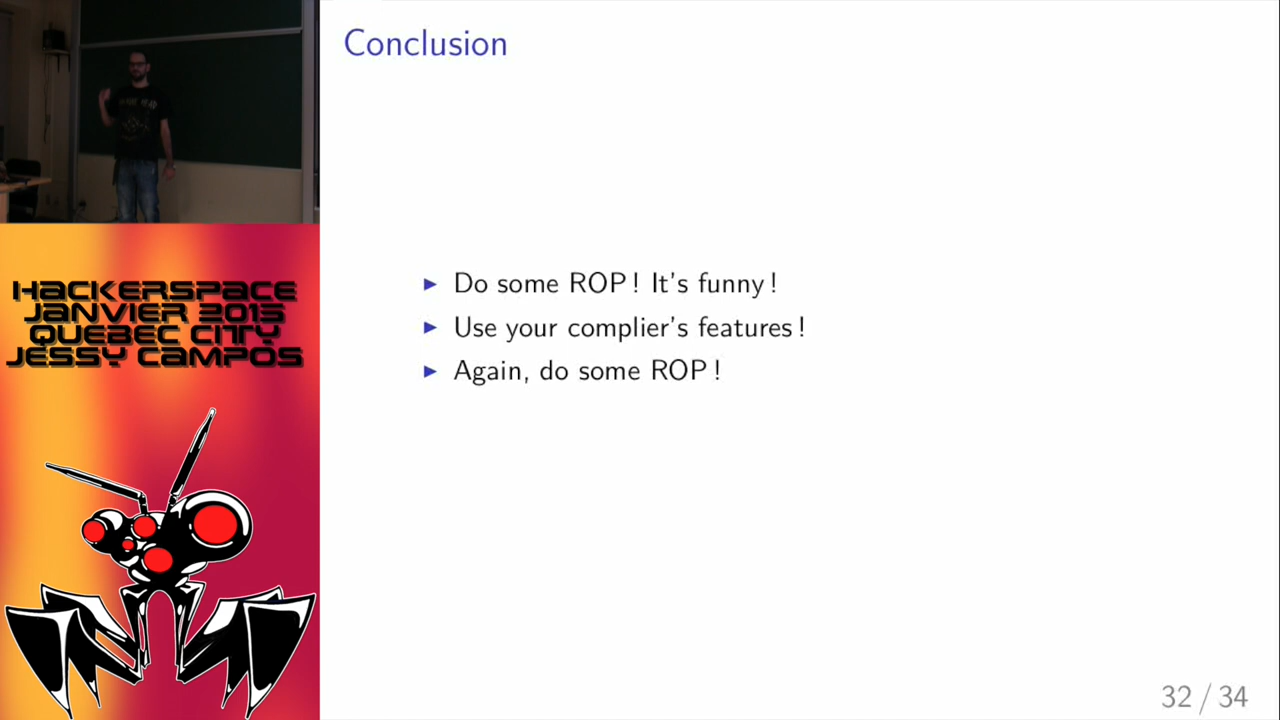 Conclusion
▶ Do some ROP ! It's funny !
▶ Use your complier's features !
▶ Again, do some ROP !
32 / 34
HACKERSPACE
JANVIER 2015
QUEBEC CITY
JESSY CAMPOS